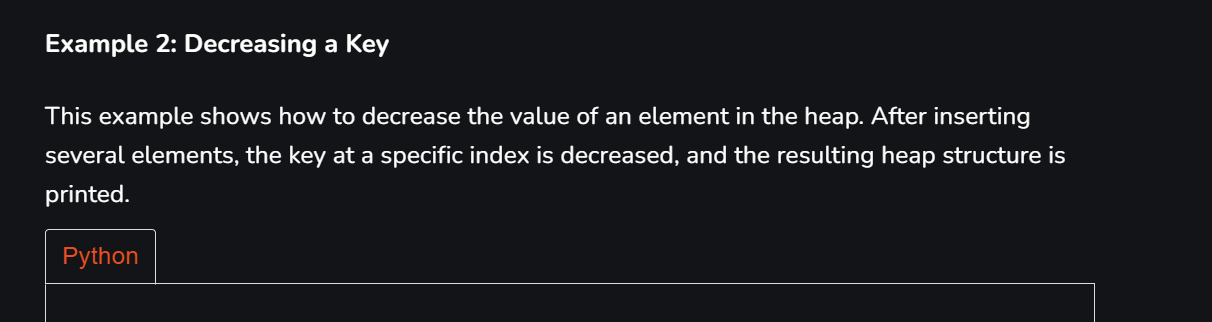 Example 2: Decreasing a Key
This example shows how to decrease the value of an element in the heap. After inserting
several elements, the key at a specific index is decreased, and the resulting heap structure is
printed.
Python